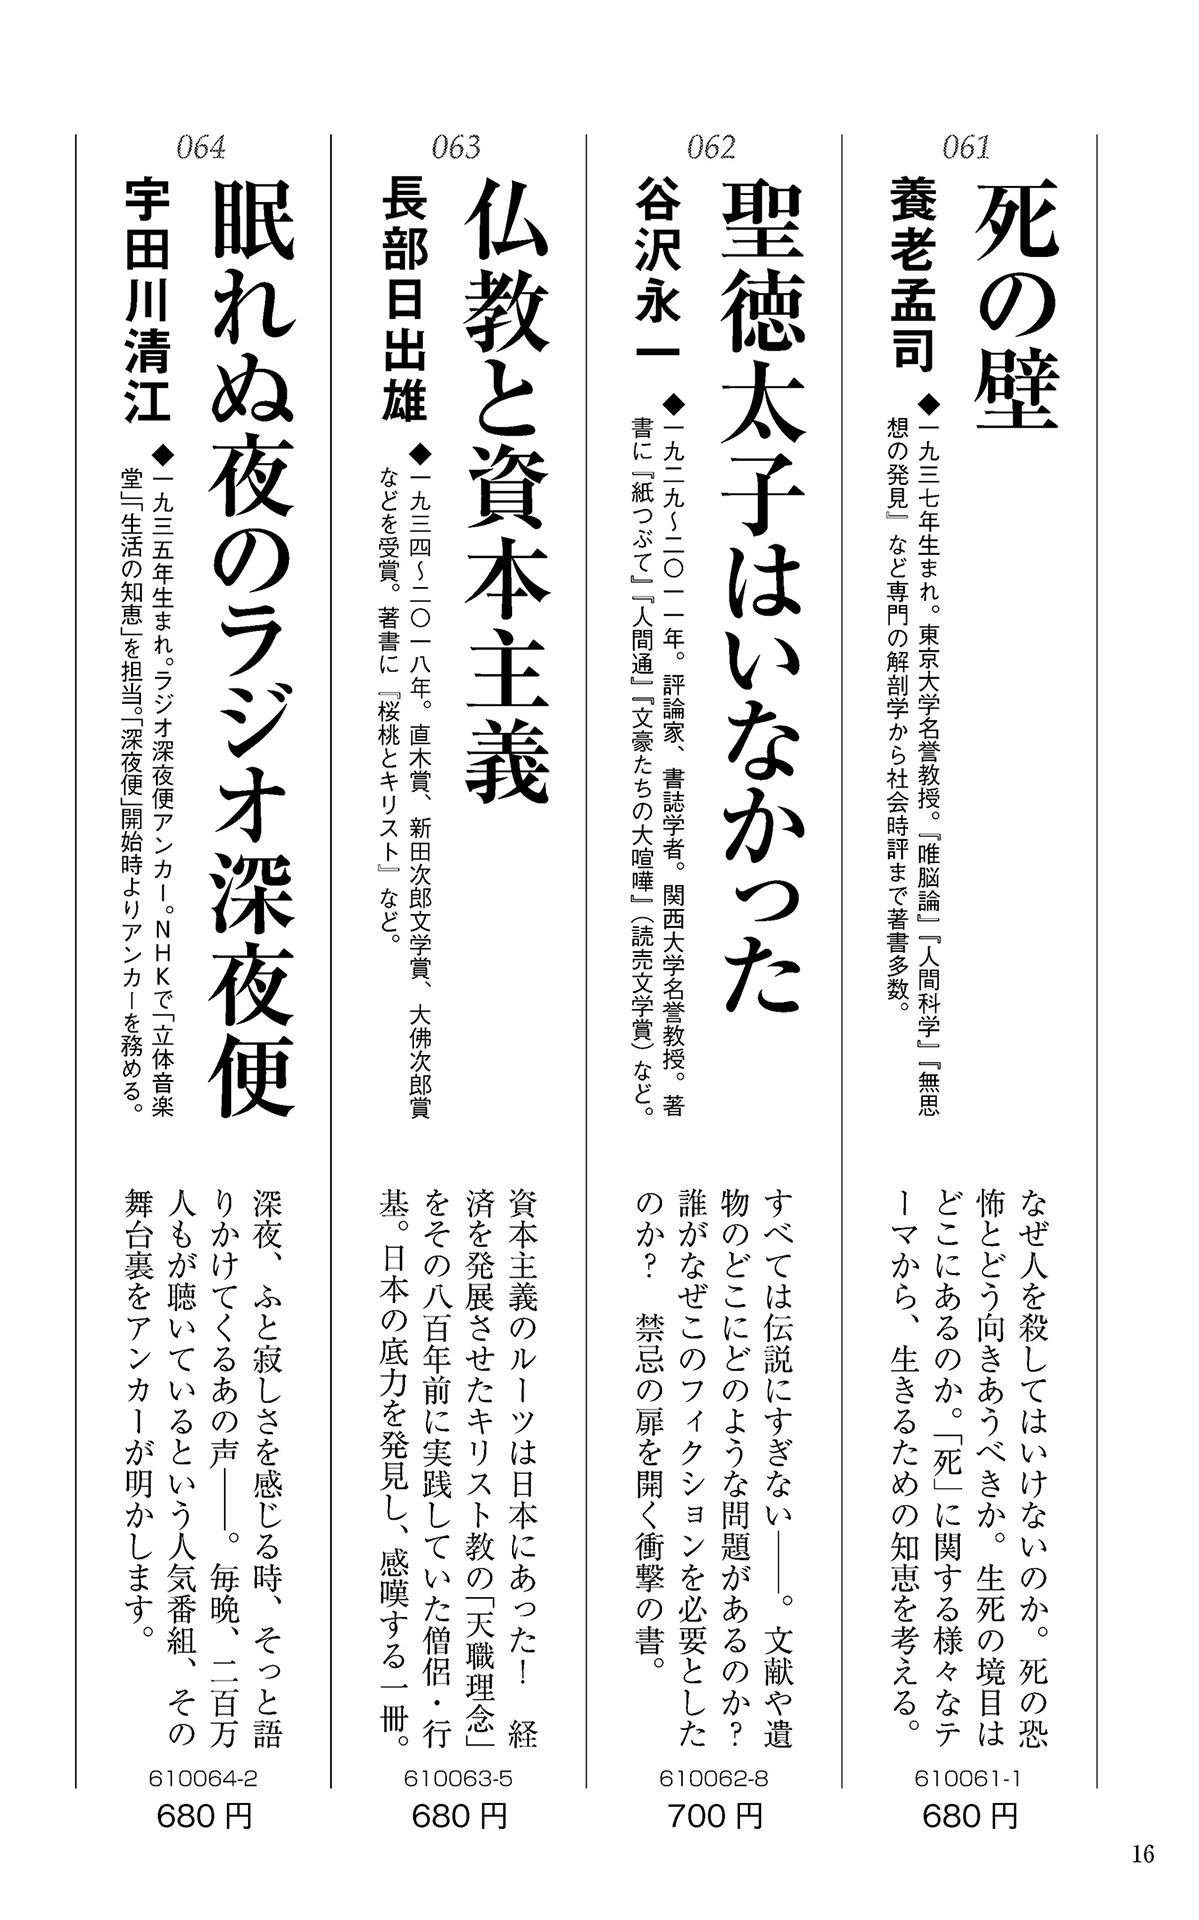 061
死の壁
養老孟司
◆一九三七年生まれ。東京大学名誉教授。『唯脳論』『人間科学』『無思
想の発見』など専門の解剖学から社会時評まで著書多数。
なぜ人を殺してはいけないのか。死の恐
怖とどう向きあうべきか。生死の境目は
どこにあるのか。「死」に関する様々なテ
ーマから、生きるための知恵を考える。
610061-1
680円
062
聖徳太子はいなかった
谷沢永一
◆一九二九～二〇一一年。評論家、書誌学者。関西大学名誉教授。著
書に『紙つぶて』『人間通』『文豪たちの大喧嘩』（読売文学賞）など。
すべては伝説にすぎない――。文献や遺
物のどこにどのような問題があるのか？
誰がなぜこのフィクションを必要とした
のか？　禁忌の扉を開く衝撃の書。
610062-8
700円
063
仏教と資本主義
長部日出雄
◆一九三四～二〇一八年。直木賞、新田次郎文学賞、大佛次郎賞
などを受賞。著書に『桜桃とキリスト』など。
資本主義のルーツは日本にあった！　経
済を発展させたキリスト教の「天職理念」
をその八百年前に実践していた僧侶・行
基。日本の底力を発見し、感嘆する一冊。
610063-5
680円
064
眠れぬ夜のラジオ深夜便
宇田川清江
◆一九三五年生まれ。ラジオ深夜便アンカー。NHKで「立体音楽
堂」「生活の知恵」を担当。「深夜便」開始時よりアンカーを務める。
深夜、ふと寂しさを感じる時、そっと語
りかけてくるあの声――。毎晩、二百万
人もが聴いているという人気番組、その
舞台裏をアンカーが明かします。
610064-2
680円
16